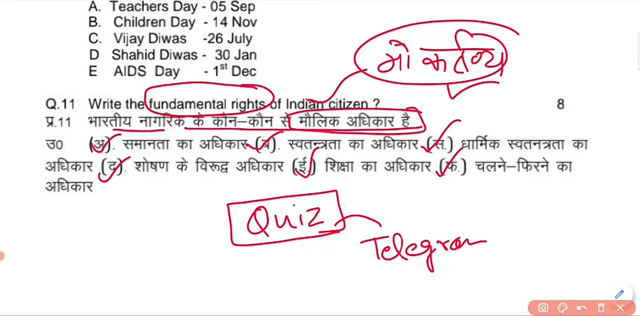 A. Teachers Day - 05 Sep
B. Children Day - 14 Nov
C. Vijay Diwas -26 July
D Shahid Diwas - 30 Jan
E AIDS Day - 1st Dec
मौ कर्तव्य
Q.11 Write the fundamental rights of Indian citizen ? 8
प्र.11 भारतीय नागरिक के कौन-कौन से मौलिक अधिकार है
उ0 (अ). समानता का अधिकार (ब). स्वतन्त्रता का अधिकार (स.) धार्मिक स्वतनत्रता का
अधिकार (द). शोषण के विरूद्व अधिकार (ई) शिक्षा का अधिकार (फ.) चलने-फिरने का
अधिकार
Quiz
Telegram